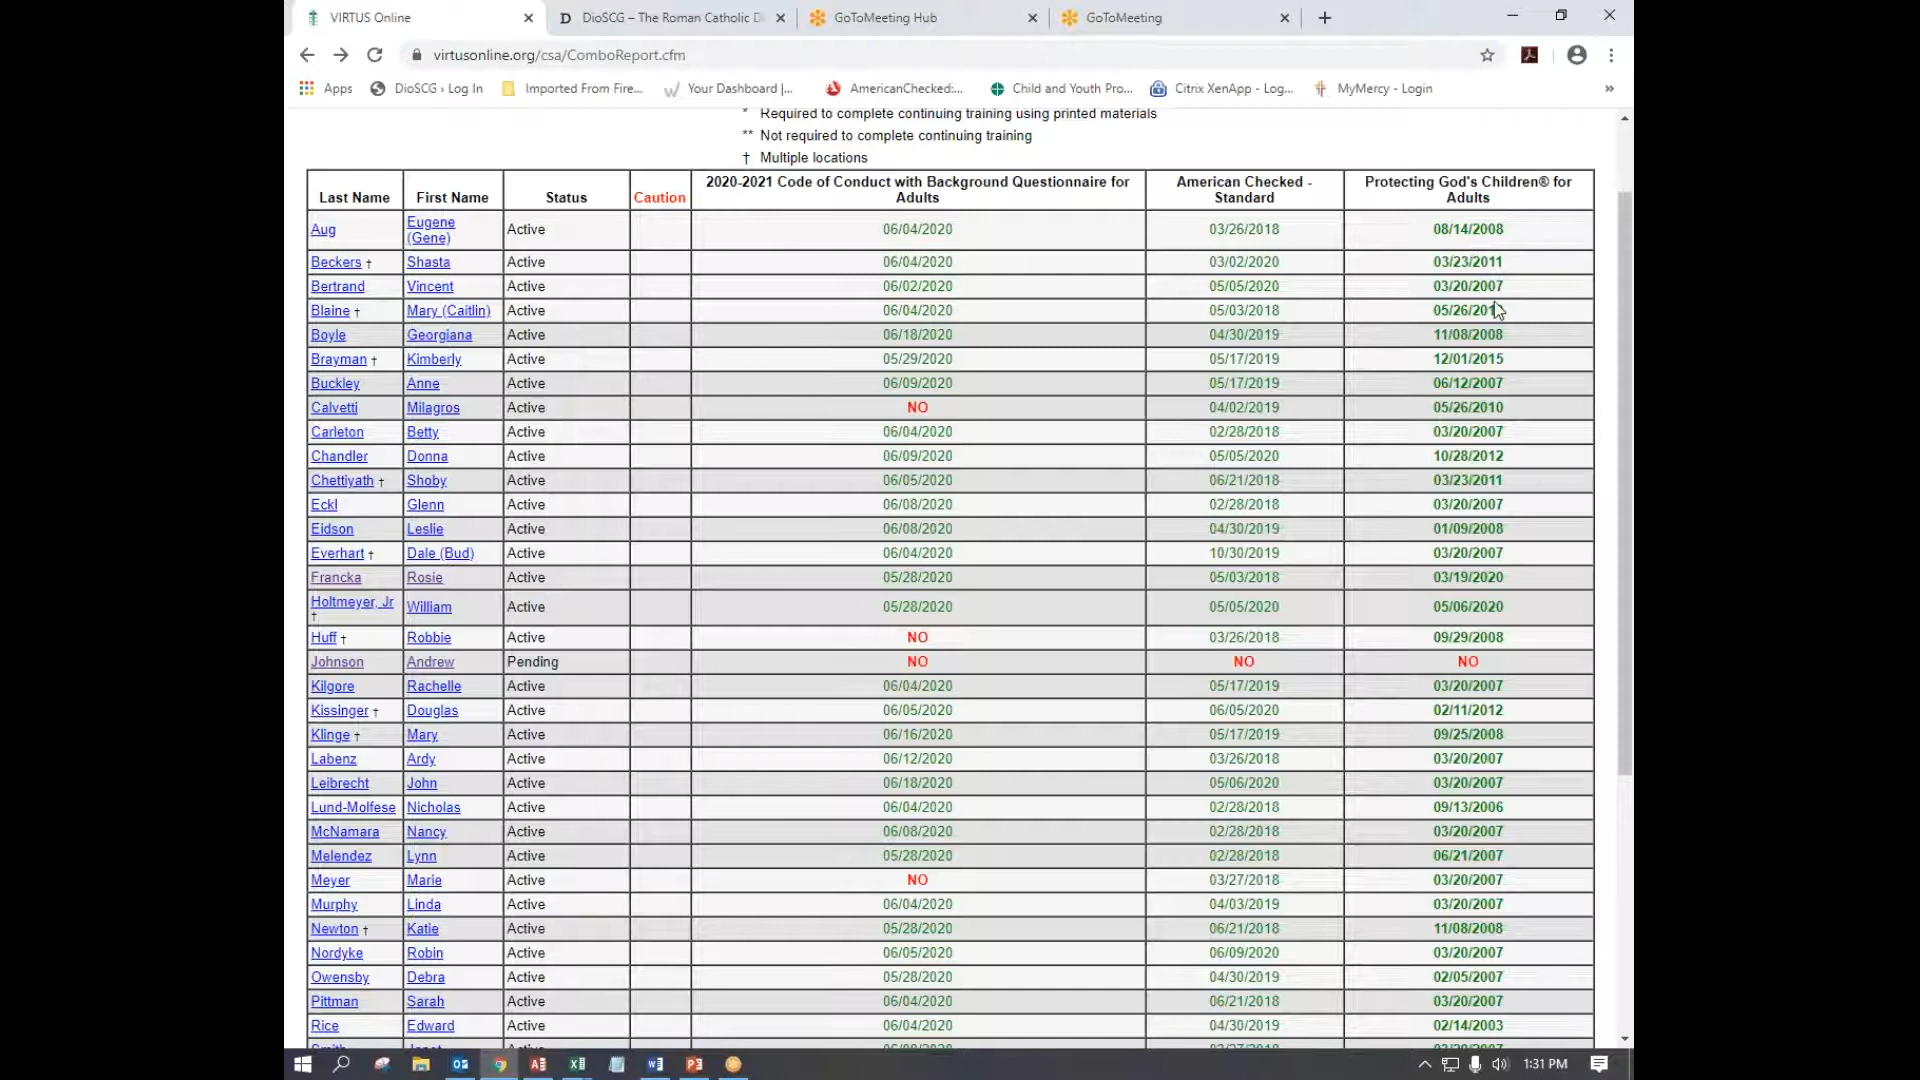 VIRTUS Online
DioSCG – The Roman Catholic D
GoToMeeting Hub
GoToMeeting
virtusonline.org/csa/ComboReport.cfm
Apps DioSCG › Log In Imported From Fire... Your Dashboard |... AmericanChecked:... Child and Youth Pro... Citrix XenApp - Log... MyMercy - Login »
* Required to complete continuing training using printed materials
** Not required to complete continuing training
† Multiple locations
Last Name First Name Status Caution 2020-2021 Code of Conduct with Background Questionnaire for Adults American Checked - Standard Protecting God's Children® for Adults
Aug Eugene (Gene) Active 06/04/2020 03/26/2018 08/14/2008
Beckers † Shasta Active 06/04/2020 03/02/2020 03/23/2011
Bertrand Vincent Active 06/02/2020 05/05/2020 03/20/2007
Blaine † Mary (Caitlin) Active 06/04/2020 05/03/2018
Boyle Georgiana Active 06/18/2020 04/30/2019 11/08/2008
Brayman † Kimberly Active 05/29/2020 05/17/2019 12/01/2015
Buckley Anne Active 06/09/2020 05/17/2019 06/12/2007
Calvetti Milagros Active NO 04/02/2019 05/26/2010
Carleton Betty Active 06/04/2020 02/28/2018 03/20/2007
Chandler Donna Active 06/09/2020 05/05/2020 10/28/2012
Chettiyath † Shoby Active 06/05/2020 06/21/2018 03/23/2011
Eckl Glenn Active 06/08/2020 02/28/2018 03/20/2007
Eidson Leslie Active 06/08/2020 04/30/2019 01/09/2008
Everhart † Dale (Bud) Active 06/04/2020 10/30/2019 03/20/2007
Francka Rosie Active 05/28/2020 05/03/2018 03/19/2020
Holtmeyer, Jr † William Active 05/28/2020 05/05/2020 05/06/2020
Huff † Robbie Active NO 03/26/2018 09/29/2008
Johnson Andrew Pending NO NO NO
Kilgore Rachelle Active 06/04/2020 05/17/2019 03/20/2007
Kissinger † Douglas Active 06/05/2020 06/05/2020 02/11/2012
Klinge † Mary Active 06/16/2020 05/17/2019 09/25/2008
Labenz Ardy Active 06/12/2020 03/26/2018 03/20/2007
Leibrecht John Active 06/18/2020 05/06/2020 03/20/2007
Lund-Molfese Nicholas Active 06/04/2020 02/28/2018 09/13/2006
McNamara Nancy Active 06/08/2020 02/28/2018 03/20/2007
Melendez Lynn Active 05/28/2020 02/28/2018 06/21/2007
Meyer Marie Active NO 03/27/2018 03/20/2007
Murphy Linda Active 06/04/2020 04/03/2019 03/20/2007
Newton † Katie Active 05/28/2020 06/21/2018 11/08/2008
Nordyke Robin Active 06/05/2020 06/09/2020 03/20/2007
Owensby Debra Active 05/28/2020 04/30/2019 02/05/2007
Pittman Sarah Active 06/04/2020 06/21/2018 03/20/2007
Rice Edward Active 06/04/2020 04/30/2019 02/14/2003
1:31 PM